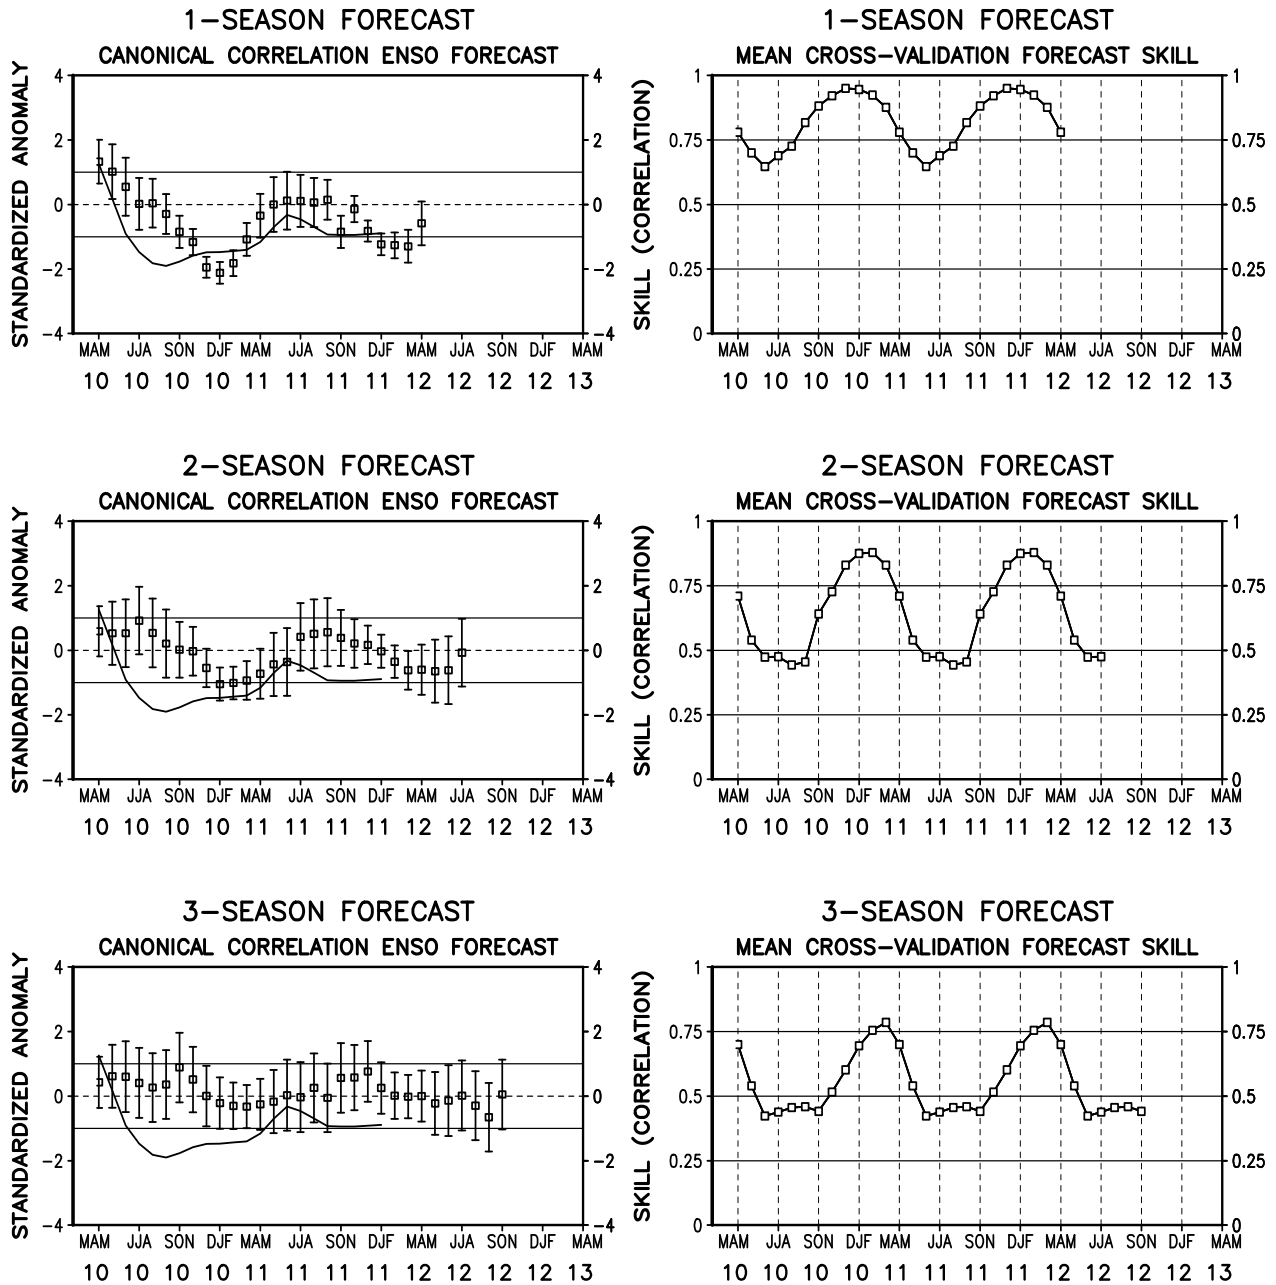 1-SEASON FORECAST
CANONICAL CORRELATION ENSO FORECAST
STANDARDIZED ANOMALY
4 4
2 2
0 0
-2 -2
-4 -4
MAM JJA SON DJF MAM JJA SON DJF MAM JJA SON DJF MAM
10 10 10 10 11 11 11 11 12 12 12 12 13
1-SEASON FORECAST
MEAN CROSS-VALIDATION FORECAST SKILL
SKILL (CORRELATION)
1 1
0.75 0.75
0.5 0.5
0.25 0.25
0 0
MAM JJA SON DJF MAM JJA SON DJF MAM JJA SON DJF MAM
10 10 10 10 11 11 11 11 12 12 12 12 13
2-SEASON FORECAST
CANONICAL CORRELATION ENSO FORECAST
STANDARDIZED ANOMALY
4 4
2 2
0 0
-2 -2
-4 -4
MAM JJA SON DJF MAM JJA SON DJF MAM JJA SON DJF MAM
10 10 10 10 11 11 11 11 12 12 12 12 13
2-SEASON FORECAST
MEAN CROSS-VALIDATION FORECAST SKILL
SKILL (CORRELATION)
1 1
0.75 0.75
0.5 0.5
0.25 0.25
0 0
MAM JJA SON DJF MAM JJA SON DJF MAM JJA SON DJF MAM
10 10 10 10 11 11 11 11 12 12 12 12 13
3-SEASON FORECAST
CANONICAL CORRELATION ENSO FORECAST
STANDARDIZED ANOMALY
4 4
2 2
0 0
-2 -2
-4 -4
MAM JJA SON DJF MAM JJA SON DJF MAM JJA SON DJF MAM
10 10 10 10 11 11 11 11 12 12 12 12 13
3-SEASON FORECAST
MEAN CROSS-VALIDATION FORECAST SKILL
SKILL (CORRELATION)
1 1
0.75 0.75
0.5 0.5
0.25 0.25
0 0
MAM JJA SON DJF MAM JJA SON DJF MAM JJA SON DJF MAM
10 10 10 10 11 11 11 11 12 12 12 12 13